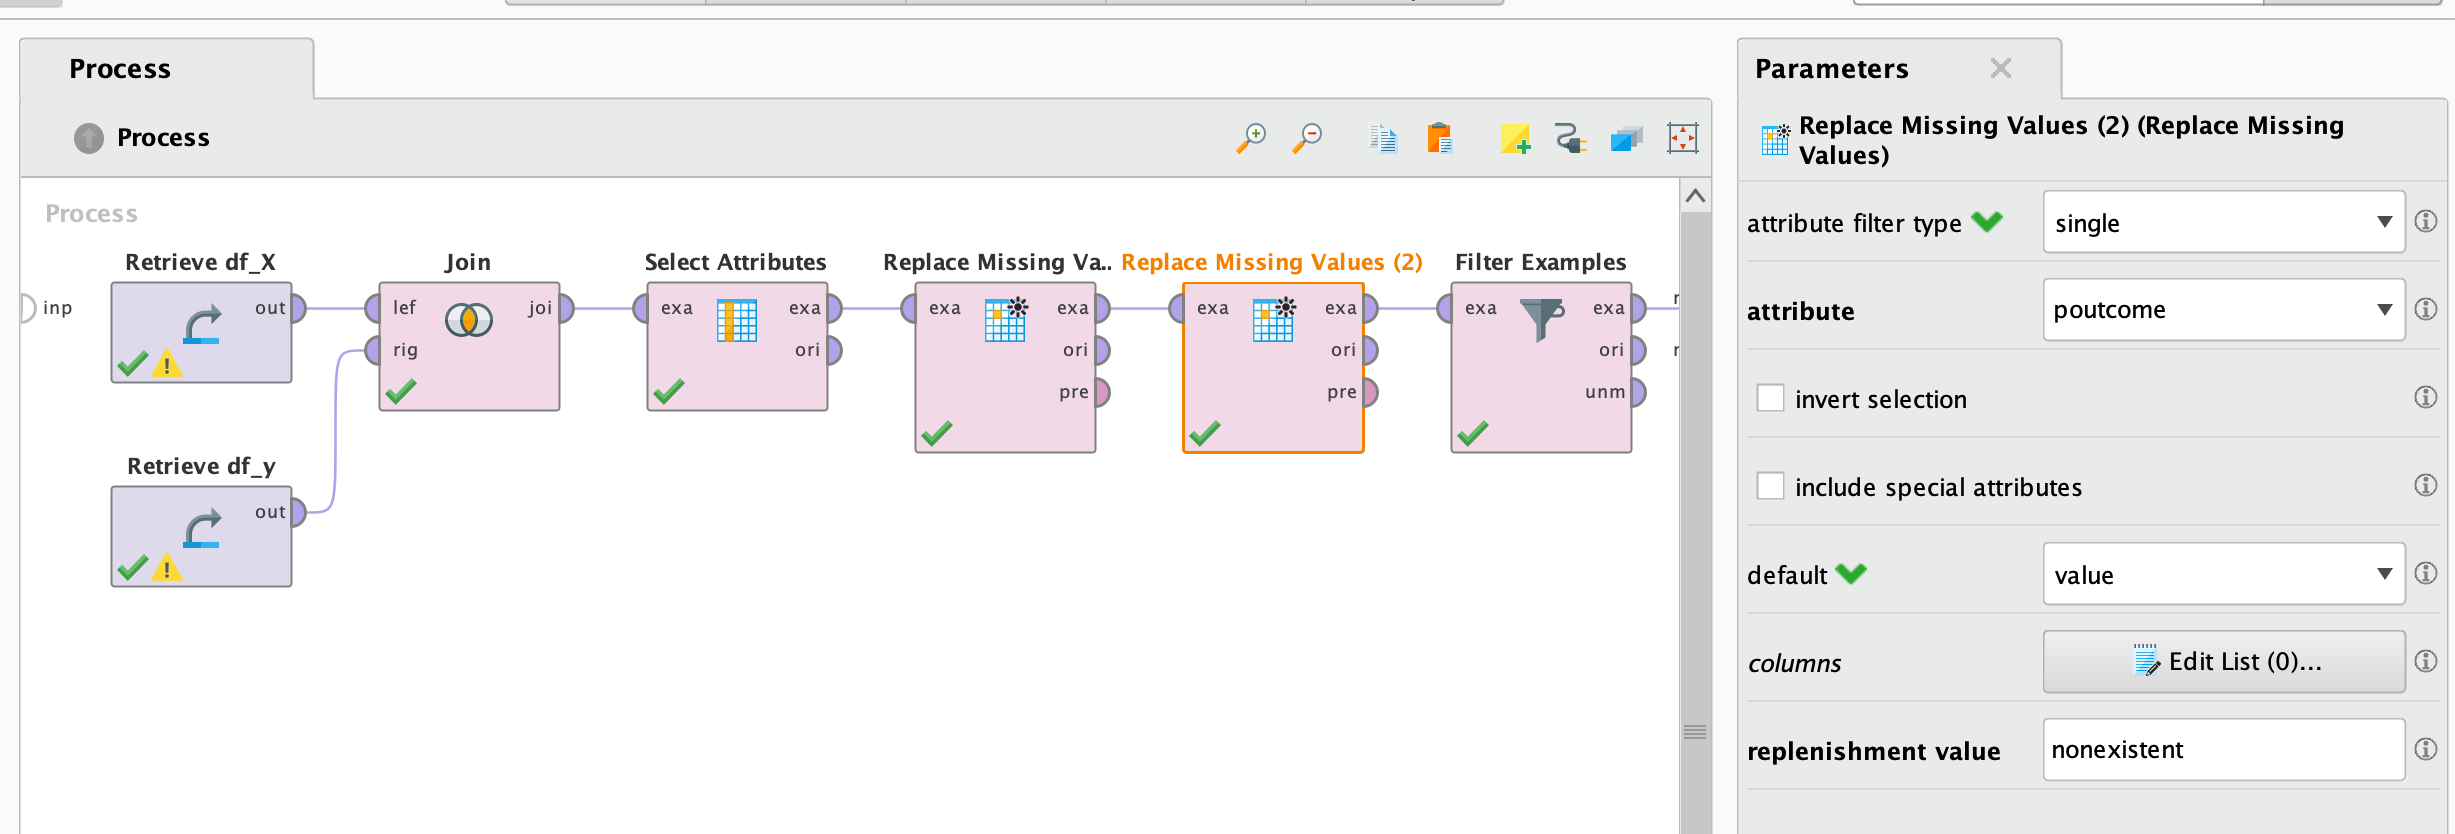 Process
Process
Process
inp
Retrieve df_X
out
Join
lef
joi
rig
Select Attributes
exa
exa
ori
Replace Missing Va..
exa
exa
ori
pre
Replace Missing Values (2)
exa
exa
ori
pre
Filter Examples
exa
exa
ori
unm
r
r
Retrieve df_y
out
Parameters
Replace Missing Values (2) (Replace Missing
Values)
attribute filter type
single
attribute
poutcome
invert selection
include special attributes
default
value
columns
Edit List (0)...
replenishment value
nonexistent